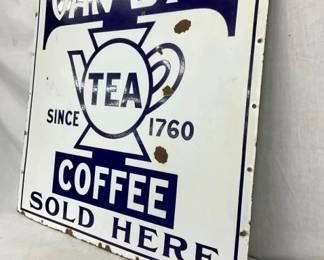 TEA
SINCE 1760
COFFEE
SOLD HERE